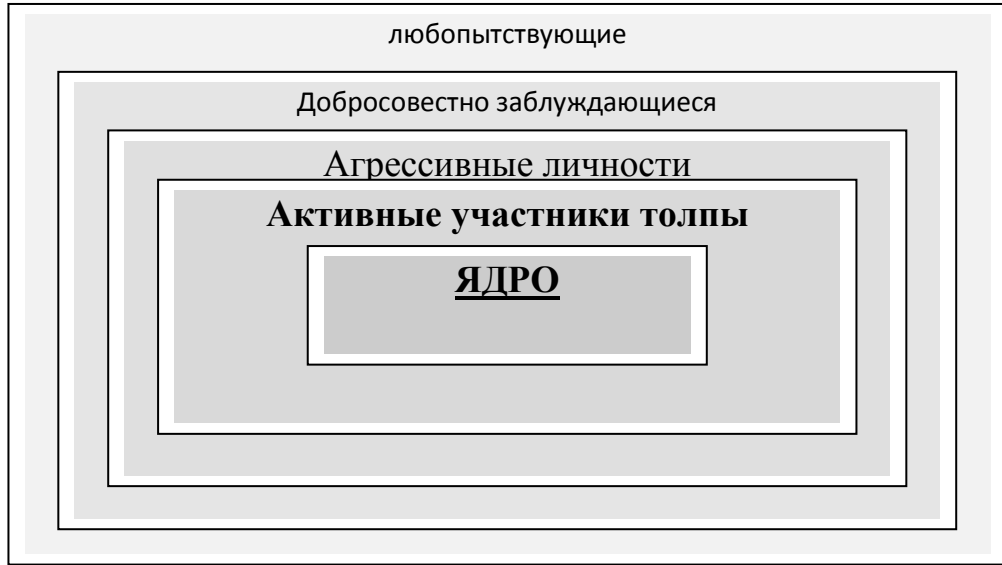 любопытствующие
Добросовестно заблуждающиеся
Агрессивные личности
Активные участники толпы
ЯДРО